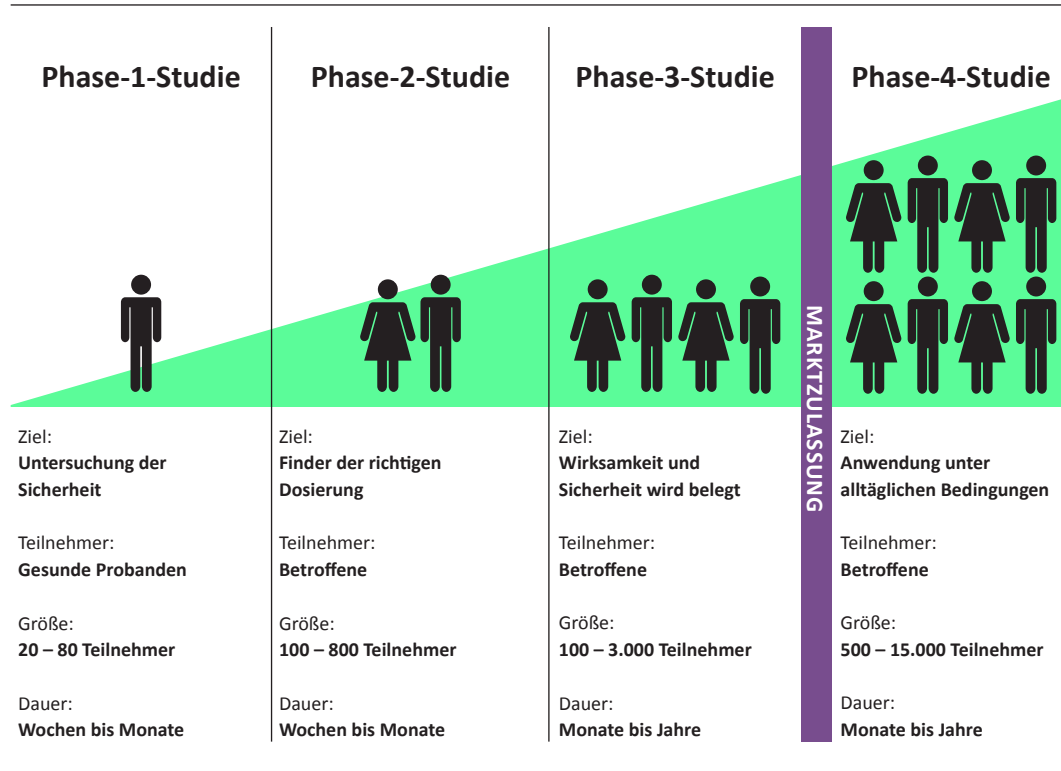 Phase-1-Studie
Ziel:
Untersuchung der
Sicherheit
Teilnehmer:
Gesunde Probanden
Größe:
20 – 80 Teilnehmer
Dauer:
Wochen bis Monate
Phase-2-Studie
Ziel:
Finder der richtigen
Dosierung
Teilnehmer:
Betroffene
Größe:
100 – 800 Teilnehmer
Dauer:
Wochen bis Monate
Phase-3-Studie
Ziel:
Wirksamkeit und
Sicherheit wird belegt
Teilnehmer:
Betroffene
Größe:
100 – 3.000 Teilnehmer
Dauer:
Monate bis Jahre
MARKTZULASSUNG
Phase-4-Studie
Ziel:
Anwendung unter
alltäglichen Bedingungen
Teilnehmer:
Betroffene
Größe:
500 – 15.000 Teilnehmer
Dauer:
Monate bis Jahre